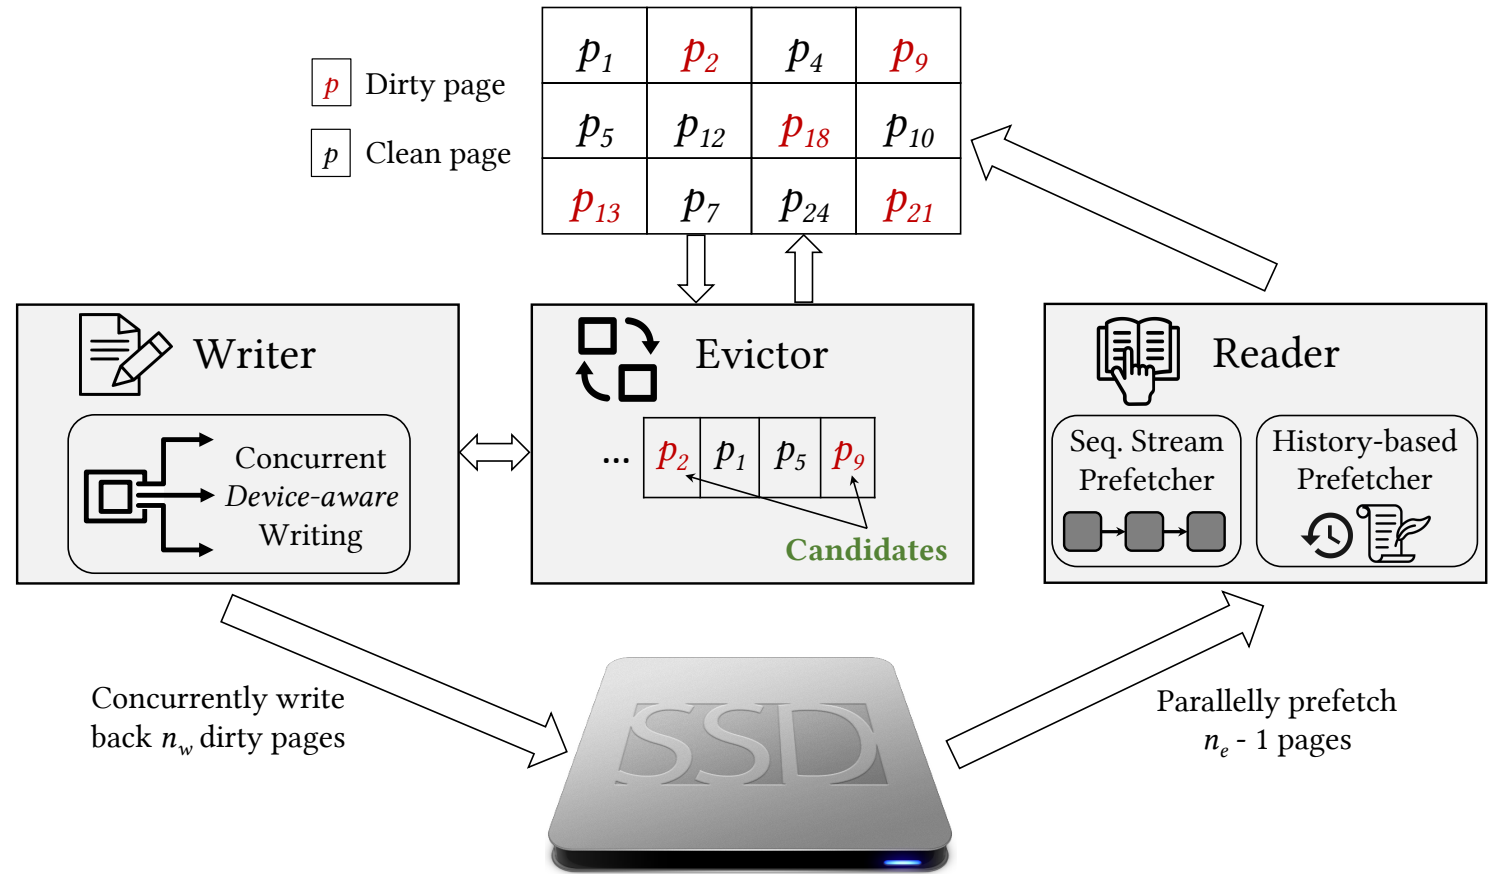 p Dirty page
p Clean page
p1 p2 p4 p9
p5 p12 p18 p10
p13 p7 p24 p21
Writer
Concurrent
Device-aware
Writing
Evictor
... p2 p1 p5 p9
Candidates
Reader
Seq. Stream
Prefetcher
History-based
Prefetcher
Concurrently write
back nw dirty pages
SSD
Parallelly prefetch
ne - 1 pages